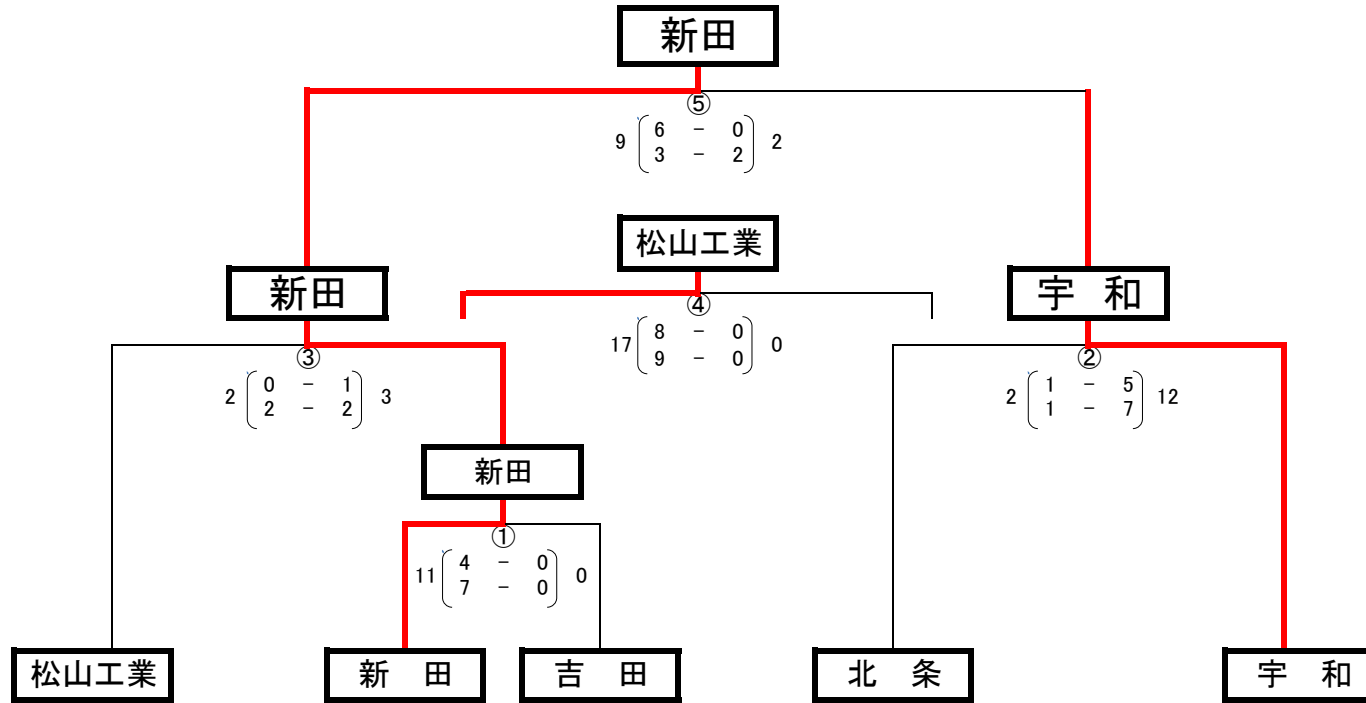 新田
⑤
9 6 - 0 2
3 - 2
松山工業
④
17 8 - 0 0
9 - 0
新田
宇 和
③
2 0 - 1 3
2 - 2
②
2 1 - 5 12
1 - 7
新田
①
11 4 - 0 0
7 - 0
松山工業
新 田
吉 田
北 条
宇 和